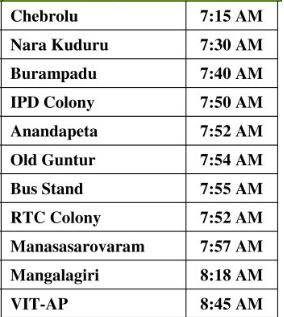 Chebrolu 7:15 AM
Nara Kuduru 7:30 AM
Burampadu 7:40 AM
IPD Colony 7:50 AM
Anandapeta 7:52 AM
Old Guntur 7:54 AM
Bus Stand 7:55 AM
RTC Colony 7:52 AM
Manasasarovaram 7:57 AM
Mangalagiri 8:18 AM
VIT-AP 8:45 AM